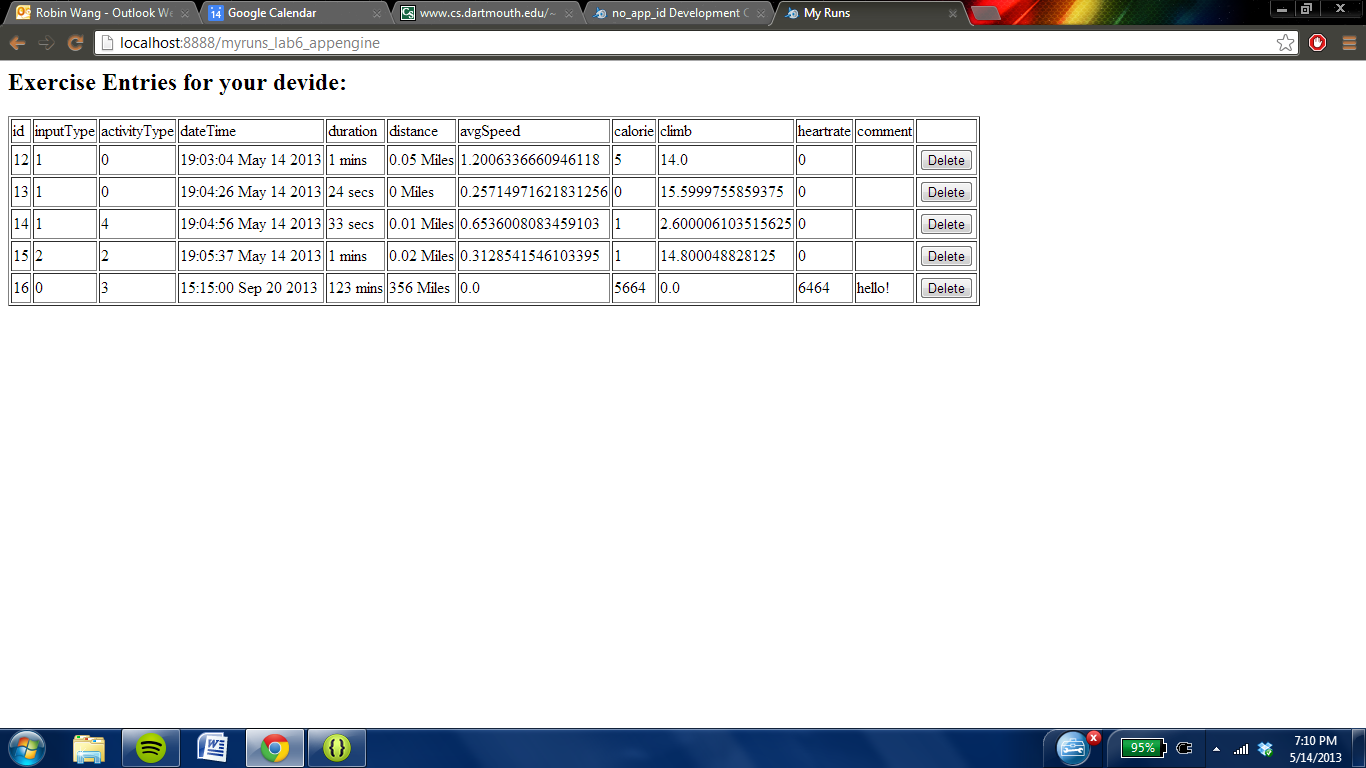 Robin Wang - Outlook We
Google Calendar
www.cs.dartmouth.edu/~
no_app_id Development C
My Runs
localhost:8888/myruns_lab6_appengine
Exercise Entries for your devide:
id inputType activityType dateTime duration distance avgSpeed calorie climb heartrate comment
12 1 0 19:03:04 May 14 2013 1 mins 0.05 Miles 1.2006336660946118 5 14.0 0 Delete
13 1 0 19:04:26 May 14 2013 24 secs 0 Miles 0.25714971621831256 0 15.5999755859375 0 Delete
14 1 4 19:04:56 May 14 2013 33 secs 0.01 Miles 0.6536008083459103 1 2.600006103515625 0 Delete
15 2 2 19:05:37 May 14 2013 1 mins 0.02 Miles 0.3128541546103395 1 14.800048828125 0 Delete
16 0 3 15:15:00 Sep 20 2013 123 mins 356 Miles 0.0 5664 0.0 6464 hello! Delete
95%
7:10 PM
5/14/2013